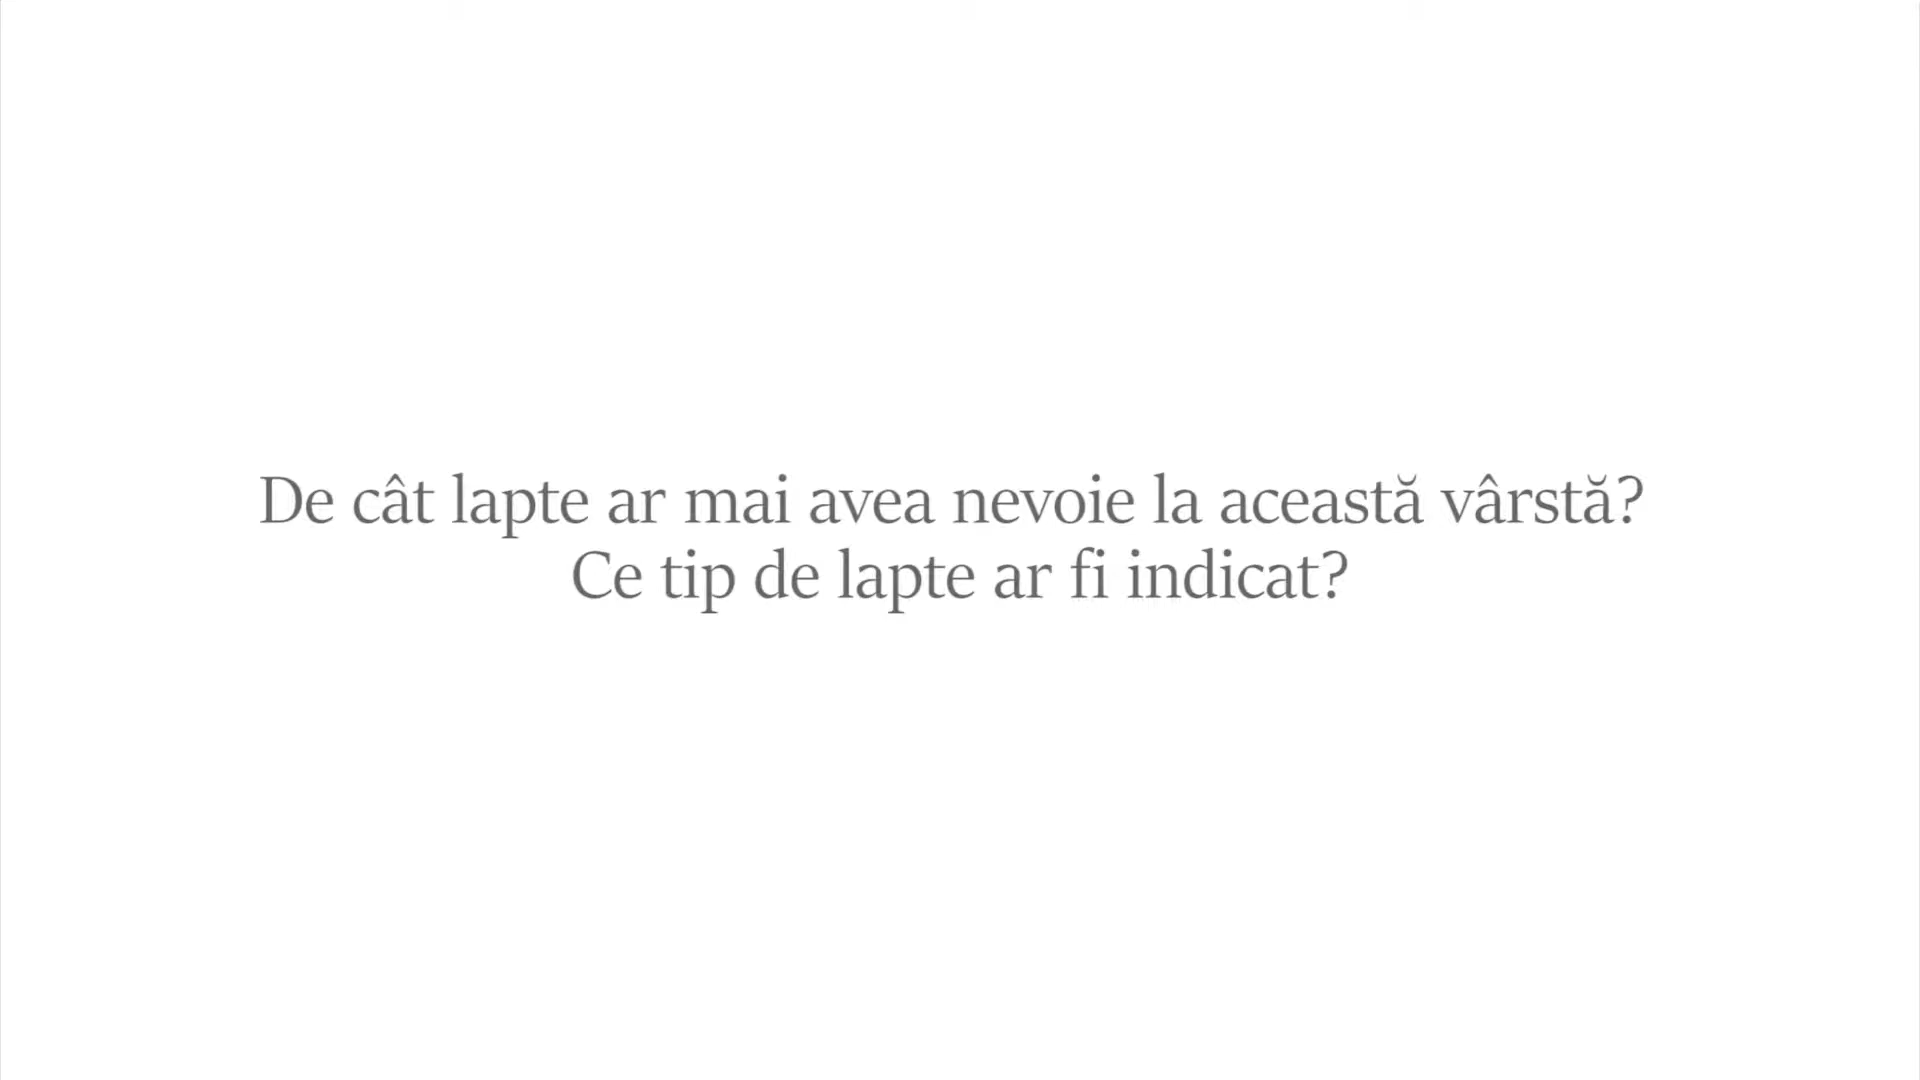 De cât lapte ar mai avea nevoie la această vârstă?
Ce tip de lapte ar fi indicat?